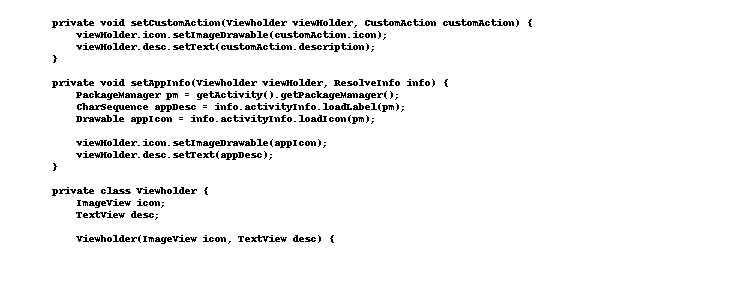 private void setCustomAction(Viewholder viewHolder, CustomAction customAction) {
viewHolder.icon.setImageDrawable(customAction.icon);
viewHolder.desc.setText(customAction.description);
}
private void setAppInfo(Viewholder viewHolder, ResolveInfo info) {
PackageManager pm = getActivity().getPackageManager();
CharSequence appDesc = info.activityInfo.loadLabel(pm);
Drawable appIcon = info.activityInfo.loadIcon(pm);
viewHolder.icon.setImageDrawable(appIcon);
viewHolder.desc.setText(appDesc);
}
private class Viewholder {
ImageView icon;
TextView desc;
Viewholder(ImageView icon, TextView desc) {